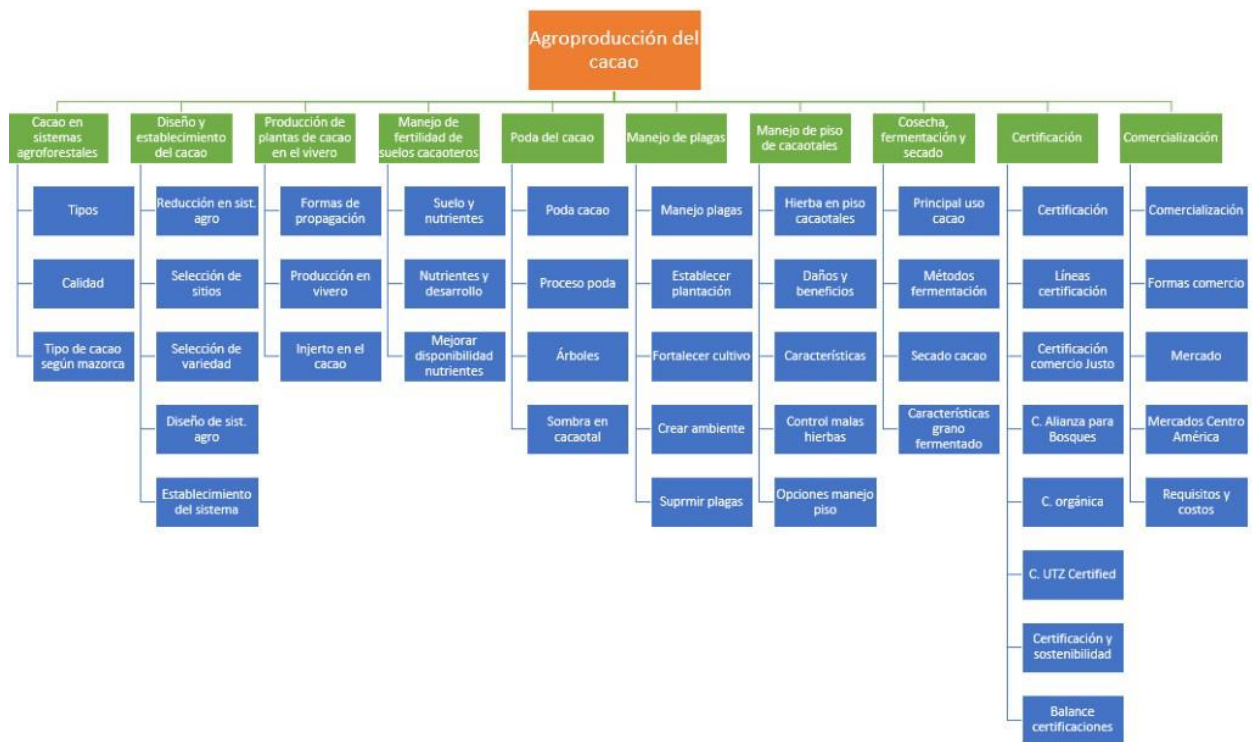 Agroproducción del
cacao
Cacao en
sistemas
agroforestales
Tipos
Calidad
Tipo de cacao
según mazorca
Diseño y
establecimiento
del cacao
Reducción en sist.
agro
Selección de
sitios
Selección de
variedad
Diseño de sist.
agro
Establecimiento
del sistema
Producción de
plantas de cacao
en el vivero
Formas de
propagación
Producción en
vivero
Injerto en el
cacao
Manejo de
fertilidad de
suelos cacaoteros
Suelo y
nutrientes
Nutrientes y
desarrollo
Mejorar
disponibilidad
nutrientes
Poda del cacao
Poda cacao
Proceso poda
Árboles
Sombra en
cacaotal
Manejo de plagas
Manejo plagas
Establecer
plantación
Fortalecer cultivo
Crear ambiente
Suprmir plagas
Manejo de piso
de cacaotales
Hierba en piso
cacaotales
Daños y
beneficios
Características
Control malas
hierbas
Opciones manejo
piso
Cosecha,
fermentación y
secado
Principal uso
cacao
Métodos
fermentación
Secado cacao
Características
grano
fermentado
Certificación
Certificación
Líneas
certificación
Certificación
comercio Justo
C. Alianza para
Bosques
C. orgánica
C. UTZ Certified
Certificación y
sostenibilidad
Balance
certificaciones
Comercialización
Comercialización
Formas comercio
Mercado
Mercados Centro
América
Requisitos y
costos